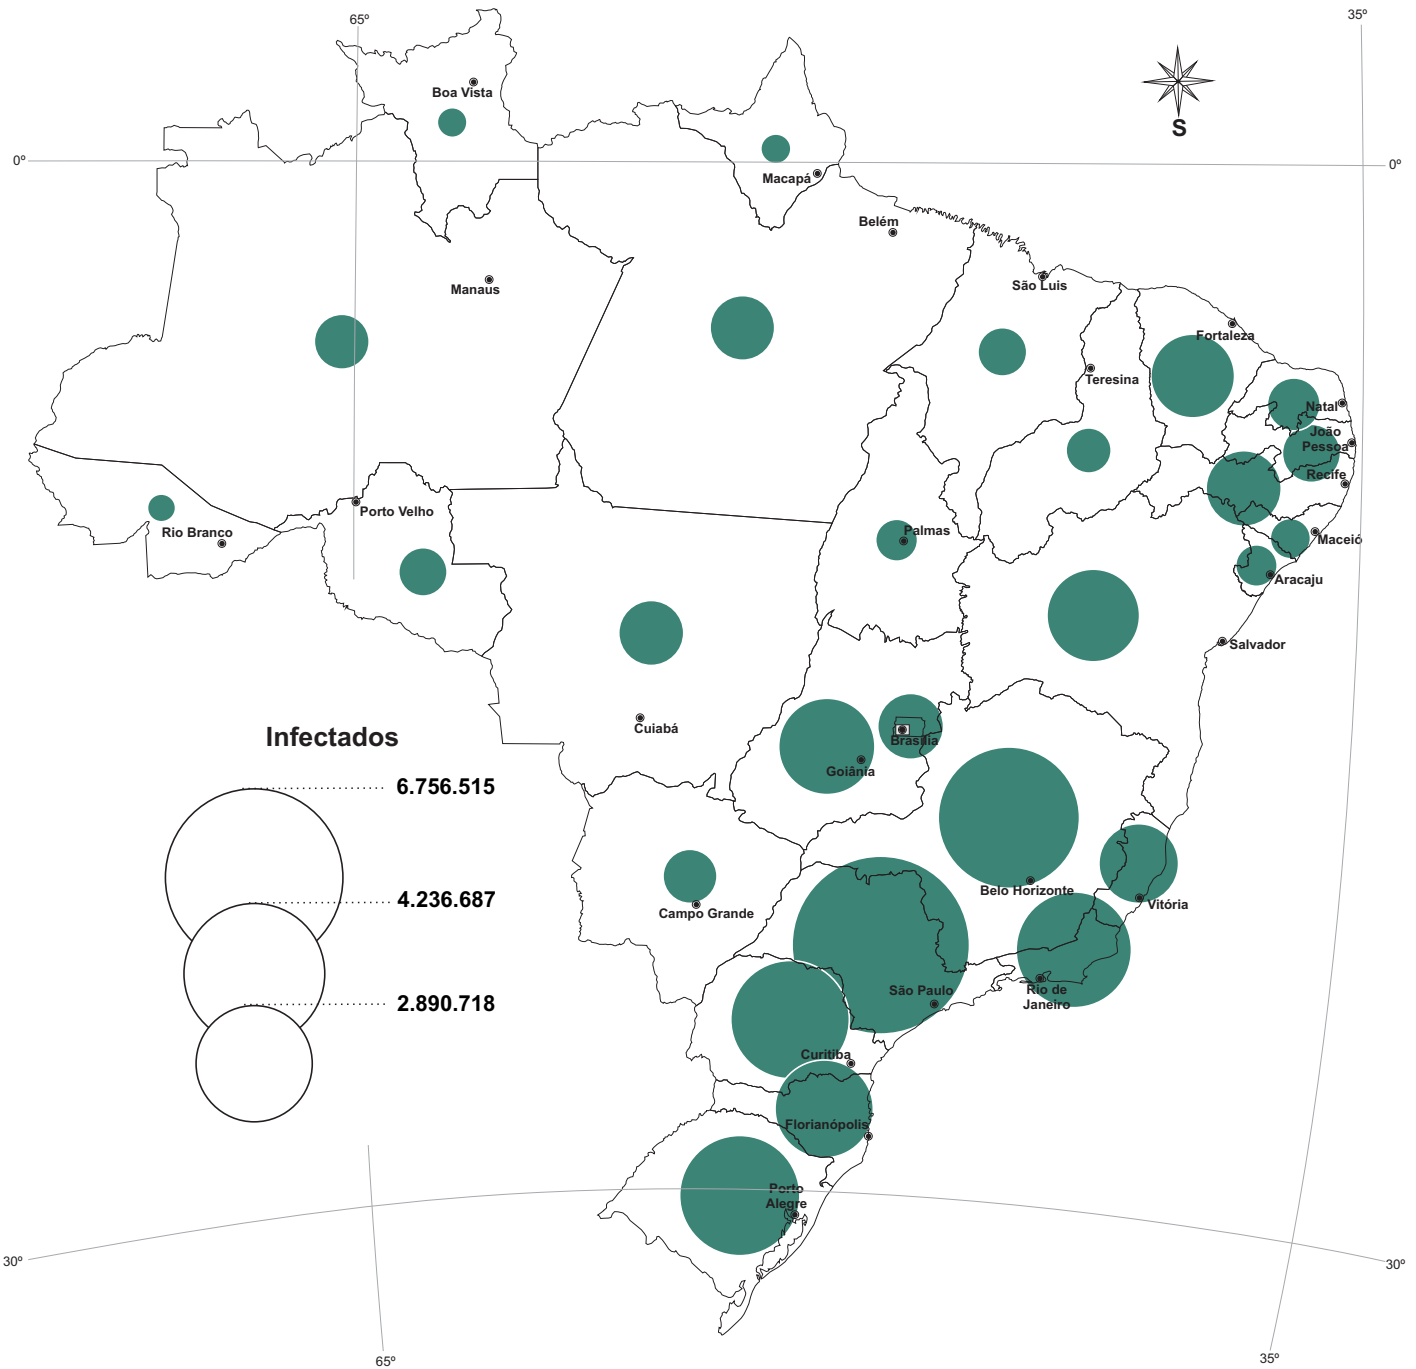 65º
35º
Boa Vista
S
0º
0º
Macapá
Belém
Manaus
São Luis
Fortaleza
Teresina
Natal
João
Pessoa
Recife
Porto Velho
Rio Branco
Palmas
Maceió
Aracaju
Salvador
Cuiabá
Brasília
Goiânia
Infectados
6.756.515
4.236.687
2.890.718
Belo Horizonte
Campo Grande
Vitória
São Paulo
Rio de
Janeiro
Curitiba
Florianópolis
Porto
Alegre
30º
30º
65º
35º